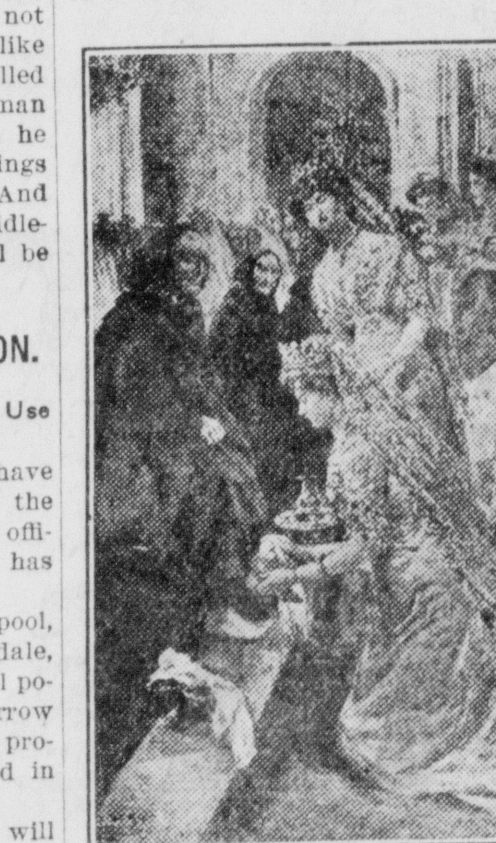 not
like
lled
man
he
ings
And
ddle-
l be
ON.
Use
have
the
offi-
has
pool,
dale,
l po-
rrow
pro-
d in
will